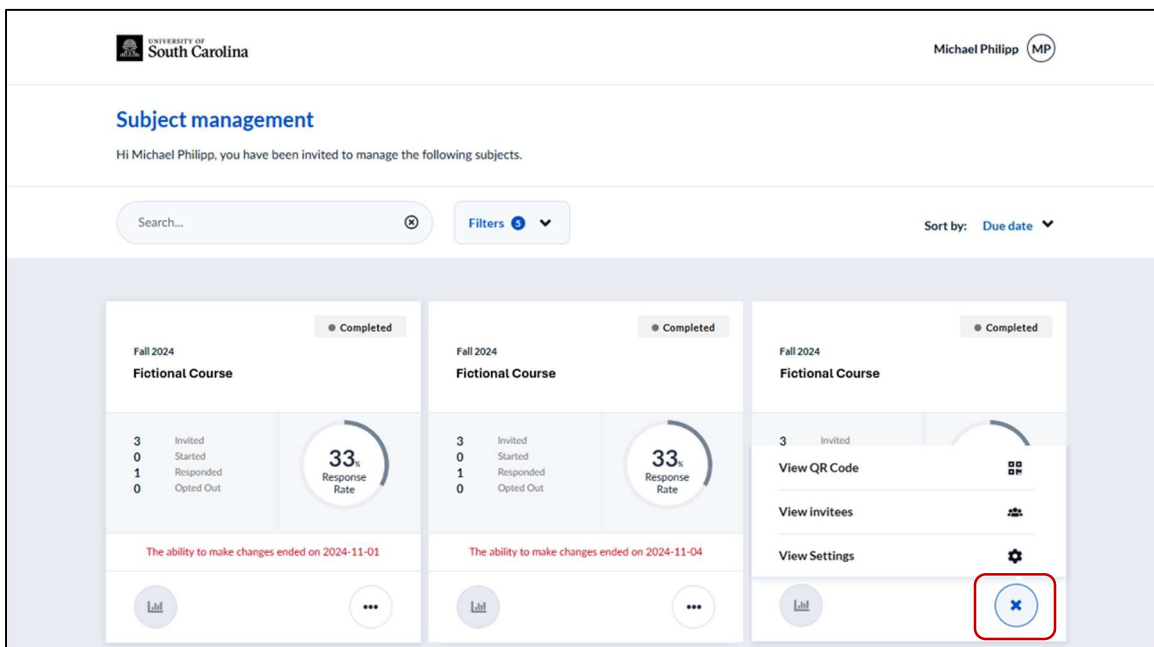 UNIVERSITY OF
South Carolina
Michael Philipp MP
Subject management
Hi Michael Philipp, you have been invited to manage the following subjects.
Search...
Filters 5
Sort by: Due date
Completed
Fall 2024
Fictional Course
3 Invited
0 Started
1 Responded
0 Opted Out
33%
Response
Rate
The ability to make changes ended on 2024-11-01
Completed
Fall 2024
Fictional Course
3 Invited
0 Started
1 Responded
0 Opted Out
33%
Response
Rate
The ability to make changes ended on 2024-11-04
Completed
Fall 2024
Fictional Course
3 Invited
View QR Code
View invitees
View Settings